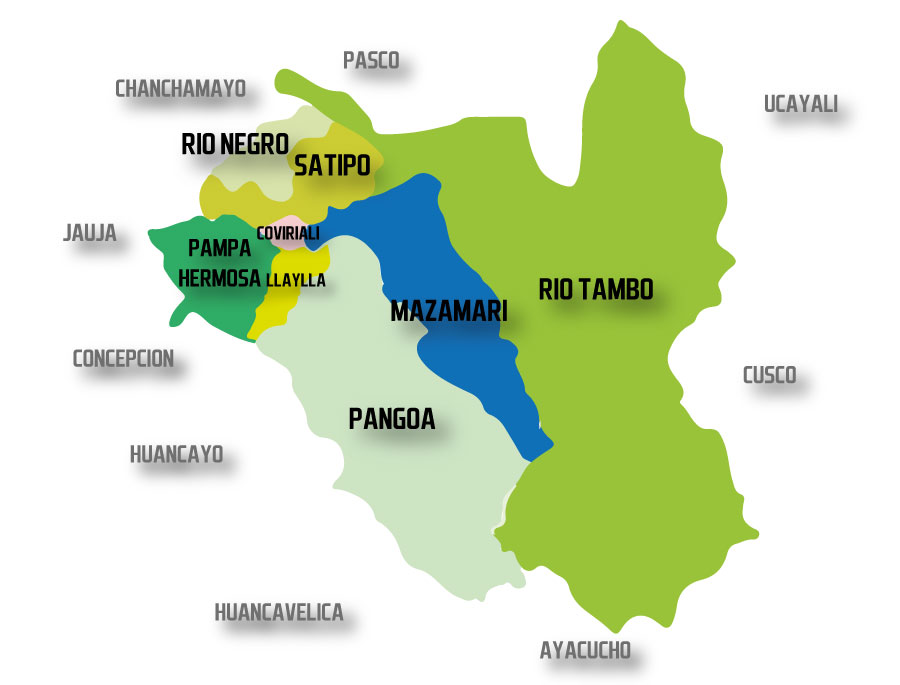 PASCO
CHANCHAMAYO
UCAYALI
RIO NEGRO
SATIPO
JAUJA
COVIRIALI
PAMPA
HERMOSA
LLAYLLA
RIO TAMBO
MAZAMARI
CONCEPCION
CUSCO
PANGOA
HUANCAYO
HUANCAVELICA
AYACUCHO